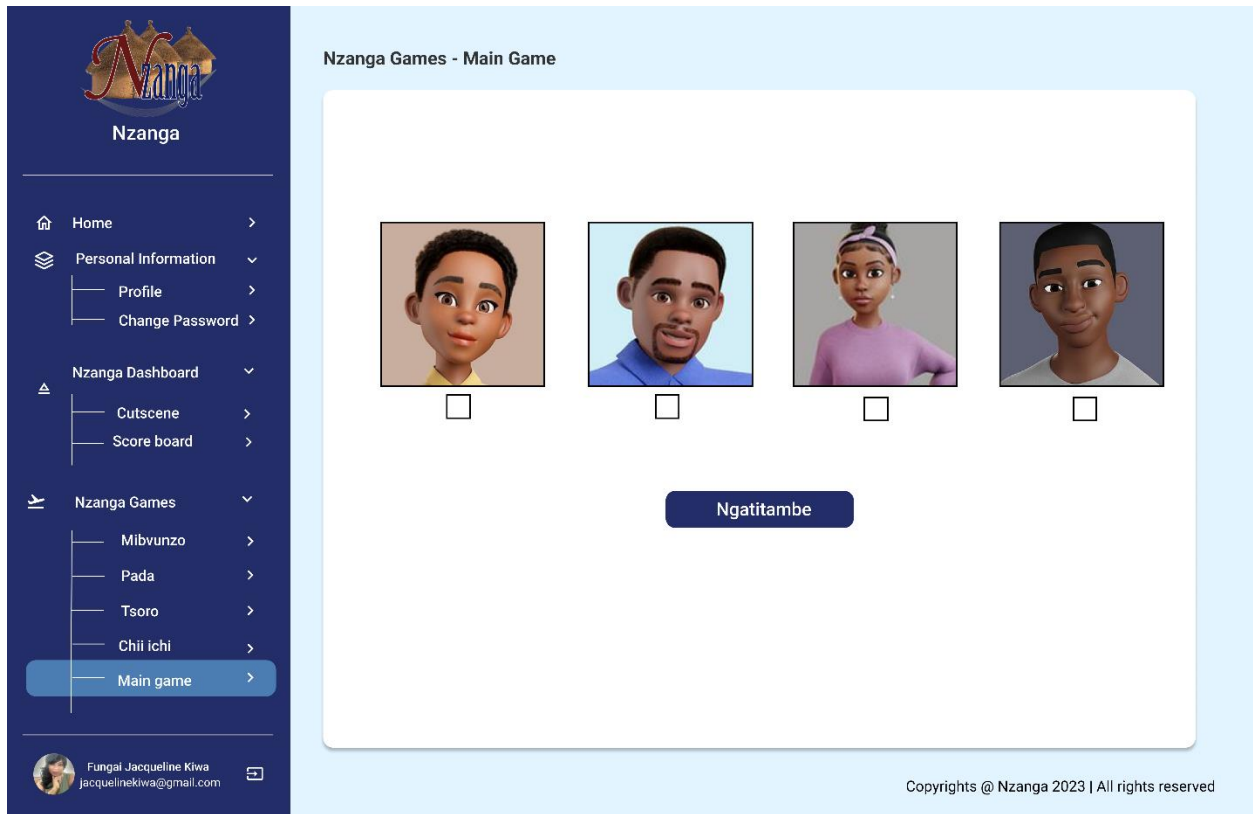 Nzanga
Nzanga
Home
Personal Information
Profile
Change Password
Nzanga Dashboard
Cutscene
Score board
Nzanga Games
Mibvunzo
Pada
Tsoro
Chii ichi
Main game
Fungai Jacqueline Kiwa
jacquelinekiwa@gmail.com
Nzanga Games - Main Game
Ngatitambe
Copyrights @ Nzanga 2023 | All rights reserved